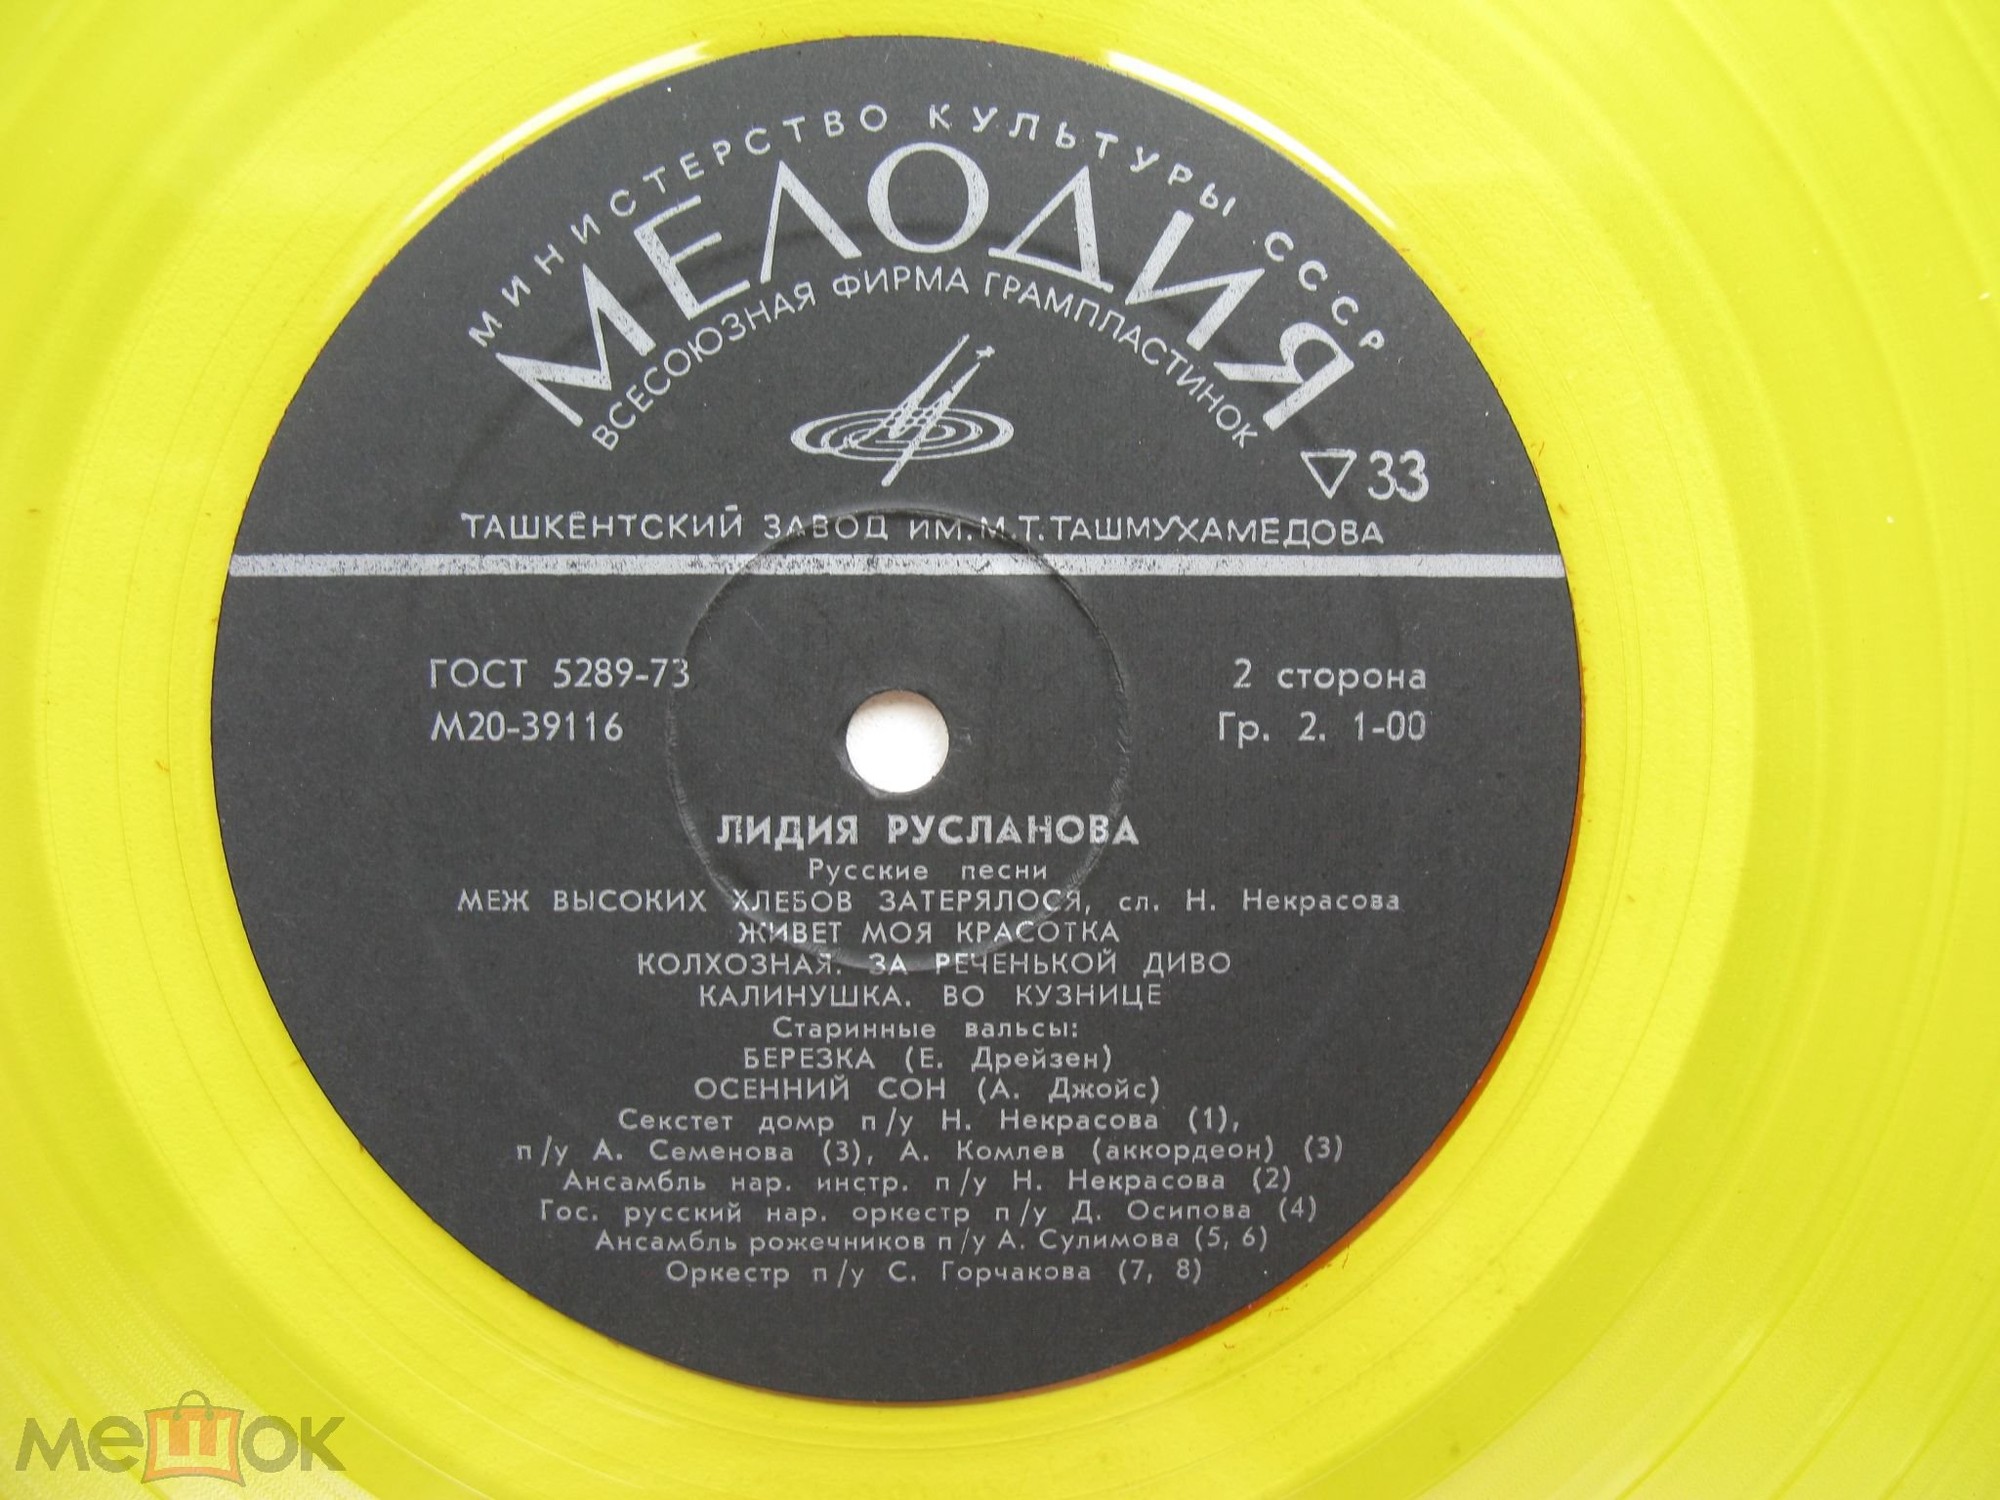 МИНИСТЕРСТВО КУЛЬТУРЫ СССР
МЕЛОДИЯ
ВСЕСОЮЗНАЯ ФИРМА ГРАМПЛАСТИНОК
▽33
ТАШКЕНТСКИЙ ЗАВОД ИМ. М.Т. ТАШМУХАМЕДОВА
ГОСТ 5289-73
2 сторона
М20-39116
Гр. 2. 1-00
ЛИДИЯ РУСЛАНОВА
Русские песни
МЕЖ ВЫСОКИХ ХЛЕБОВ ЗАТЕРЯЛОСЯ, сл. Н. Некрасова
ЖИВЕТ МОЯ КРАСОТКА
КОЛХОЗНАЯ. ЗА РЕЧЕНЬКОЙ ДИВО
КАЛИНУШКА. ВО КУЗНИЦЕ
Старинные вальсы:
БЕРЕЗКА (Е. Дрейзен)
ОСЕННИЙ СОН (А. Джойс)
Секстет домр п/у Н. Некрасова (1),
п/у А. Семенова (3), А. Комлев (аккордеон) (3)
Ансамбль нар. инстр. п/у Н. Некрасова (2)
Гос. русский нар. оркестр п/у Д. Осипова (4)
Ансамбль рожечников п/у А. Сулимова (5, 6)
Оркестр п/у С. Горчакова (7, 8)
мешок